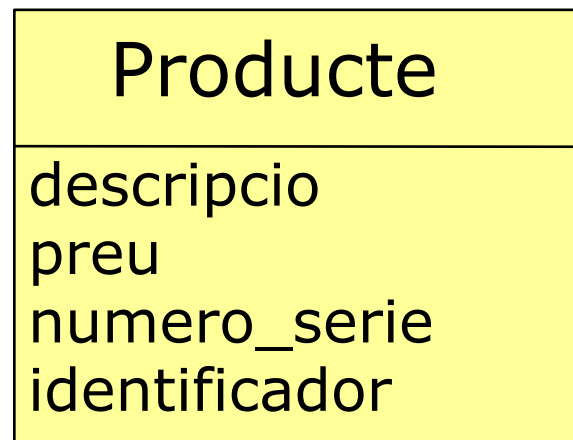 Producte
descripcio
preu
numero_serie
identificador